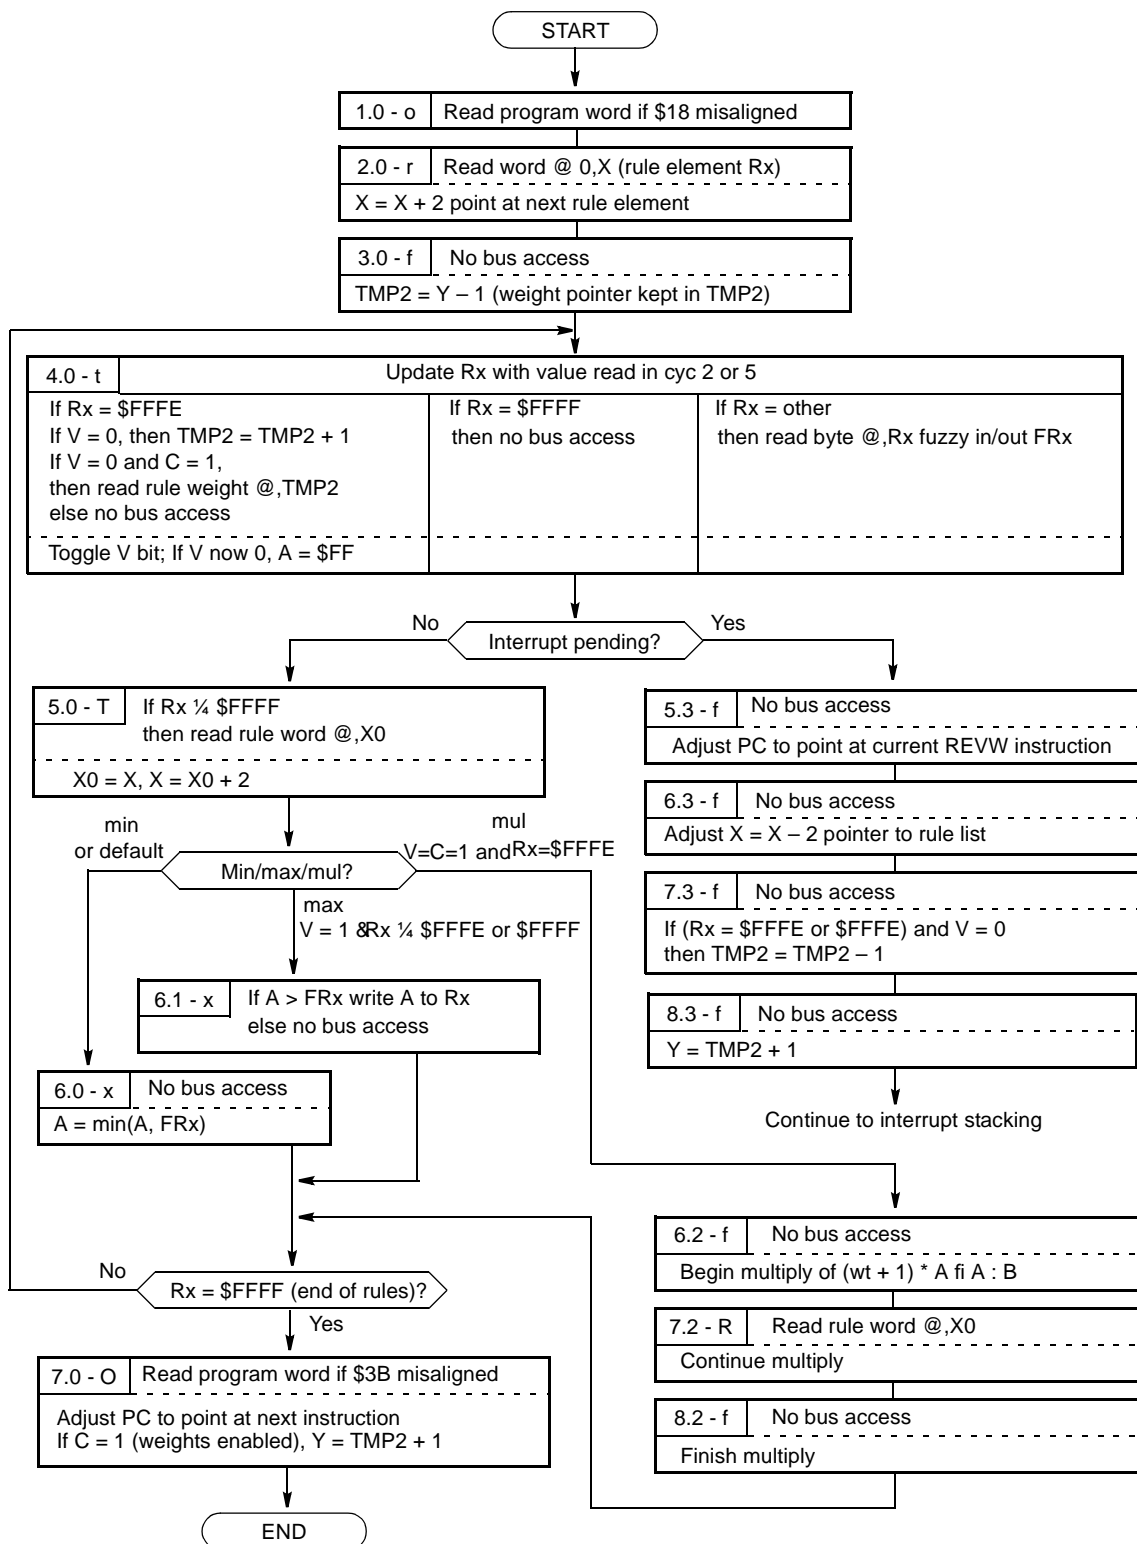 START
1.0 - o
Read program word if $18 misaligned
2.0 - r
Read word @ 0,X (rule element Rx)
X = X + 2 point at next rule element
3.0 - f
No bus access
TMP2 = Y – 1 (weight pointer kept in TMP2)
4.0 - t
Update Rx with value read in cyc 2 or 5
If Rx = $FFFE
If V = 0, then TMP2 = TMP2 + 1
If V = 0 and C = 1,
then read rule weight @,TMP2
else no bus access
Toggle V bit; If V now 0, A = $FF
If Rx = $FFFF
then no bus access
If Rx = other
then read byte @,Rx fuzzy in/out FRx
No
Interrupt pending?
Yes
5.0 - T
If Rx ¼ $FFFF
then read rule word @,X0
X0 = X, X = X0 + 2
min
or default
Min/max/mul?
mul
V=C=1 and Rx=$FFFE
max
V = 1 &Rx ¼ $FFFE or $FFFF
6.1 - x
If A > FRx write A to Rx
else no bus access
6.0 - x
No bus access
A = min(A, FRx)
5.3 - f
No bus access
Adjust PC to point at current REVW instruction
6.3 - f
No bus access
Adjust X = X – 2 pointer to rule list
7.3 - f
No bus access
If (Rx = $FFFE or $FFFE) and V = 0
then TMP2 = TMP2 – 1
8.3 - f
No bus access
Y = TMP2 + 1
Continue to interrupt stacking
6.2 - f
No bus access
Begin multiply of (wt + 1) * A fi A : B
7.2 - R
Read rule word @,X0
Continue multiply
8.2 - f
No bus access
Finish multiply
No
Rx = $FFFF (end of rules)?
Yes
7.0 - O
Read program word if $3B misaligned
Adjust PC to point at next instruction
If C = 1 (weights enabled), Y = TMP2 + 1
END